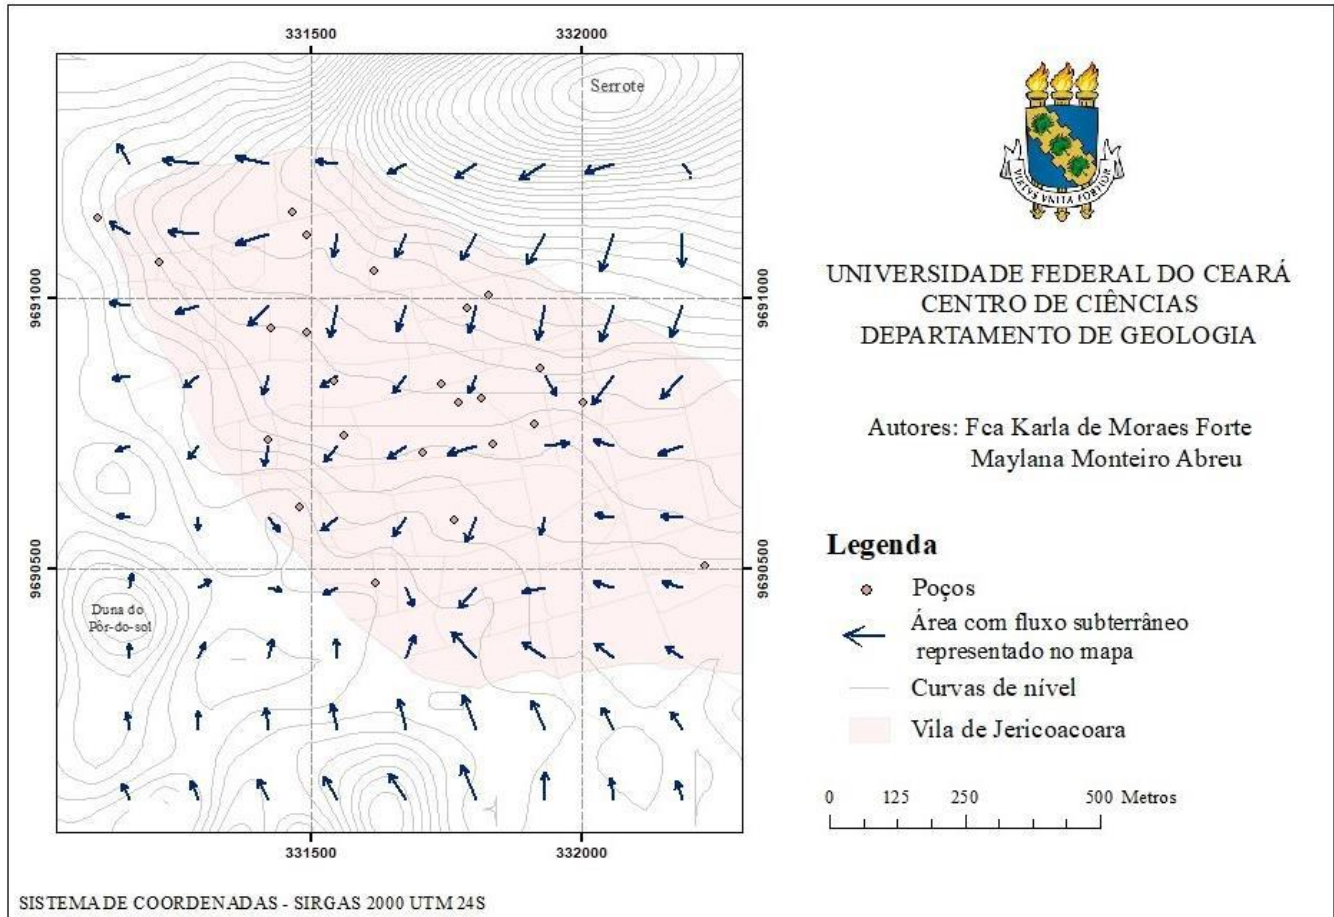 331500
332000
Serrote
9691000
9691000
9690500
9690500
Duna do
Pôr-do-sol
331500
332000
SISTEMA DE COORDENADAS - SIRGAS 2000 UTM 24S
VIRTVS VNITA FORTIOR
UNIVERSIDADE FEDERAL DO CEARÁ
CENTRO DE CIÊNCIAS
DEPARTAMENTO DE GEOLOGIA
Autores: Fca Karla de Moraes Forte
Maylana Monteiro Abreu
Legenda
Poços
Área com fluxo subterrâneo
representado no mapa
Curvas de nível
Vila de Jericoacoara
0 125 250 500 Metros